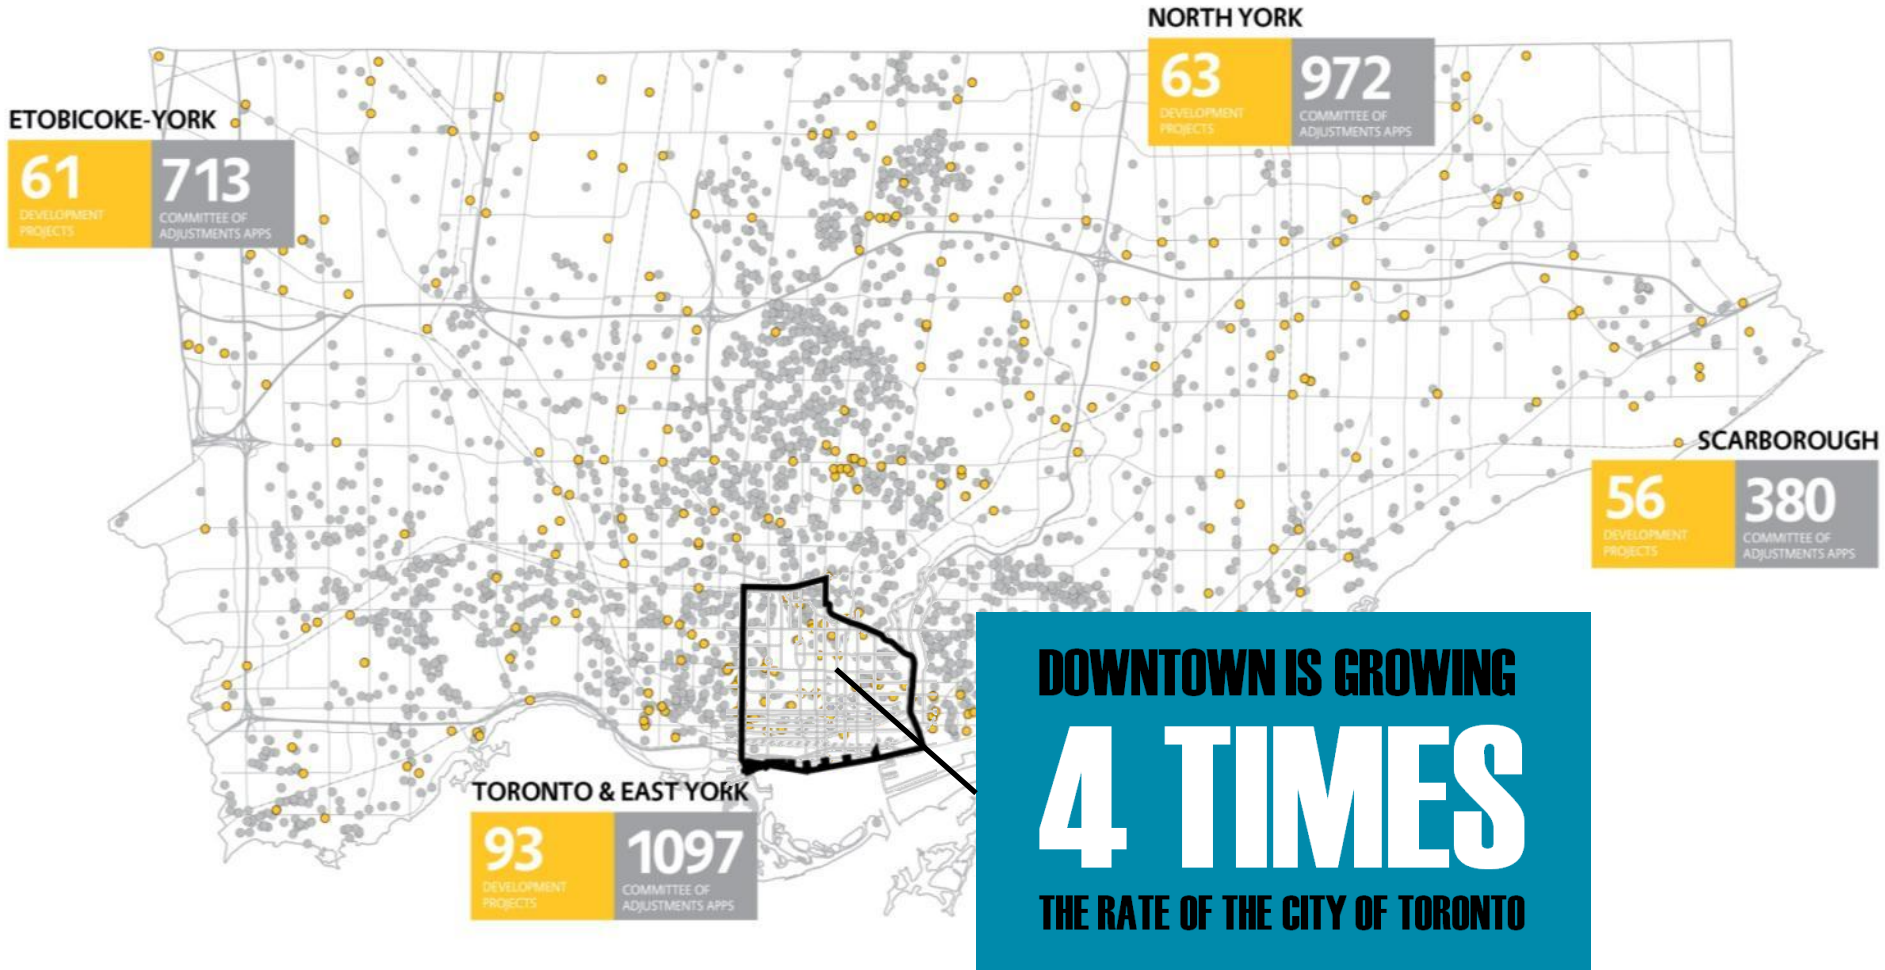 NORTH YORK
63
DEVELOPMENT
PROJECTS
972
COMMITTEE OF
ADJUSTMENTS APPS
ETOBICOKE-YORK
61
DEVELOPMENT
PROJECTS
713
COMMITTEE OF
ADJUSTMENTS APPS
SCARBOROUGH
56
DEVELOPMENT
PROJECTS
380
COMMITTEE OF
ADJUSTMENTS APPS
TORONTO & EAST YORK
93
DEVELOPMENT
PROJECTS
1097
COMMITTEE OF
ADJUSTMENTS APPS
DOWNTOWN IS GROWING
4 TIMES
THE RATE OF THE CITY OF TORONTO